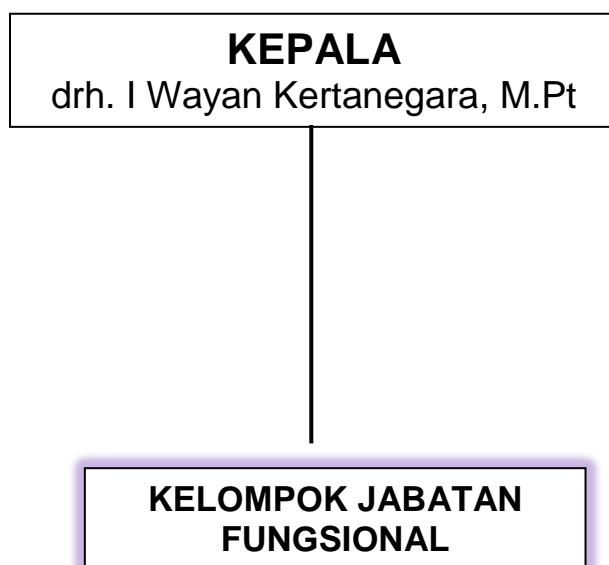 KEPALA
drh. I Wayan Kertanegara, M.Pt
KELOMPOK JABATAN
FUNGSIONAL